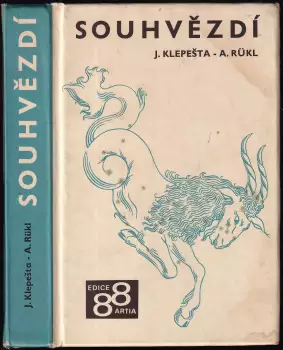 SOUHVĚZDÍ
J. Klepešta - A. Rükl
SOUHVĚZDÍ
J. KLEPEŠTA - A. RÜKL
EDICE
88
ARTIA